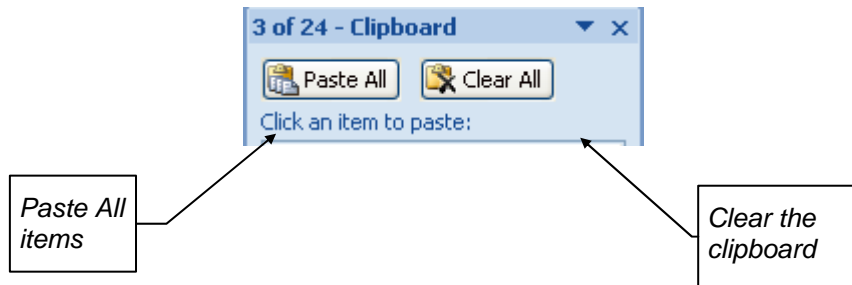 3 of 24 - Clipboard
Paste All Clear All
Click an item to paste:
Paste All
items
Clear the
clipboard